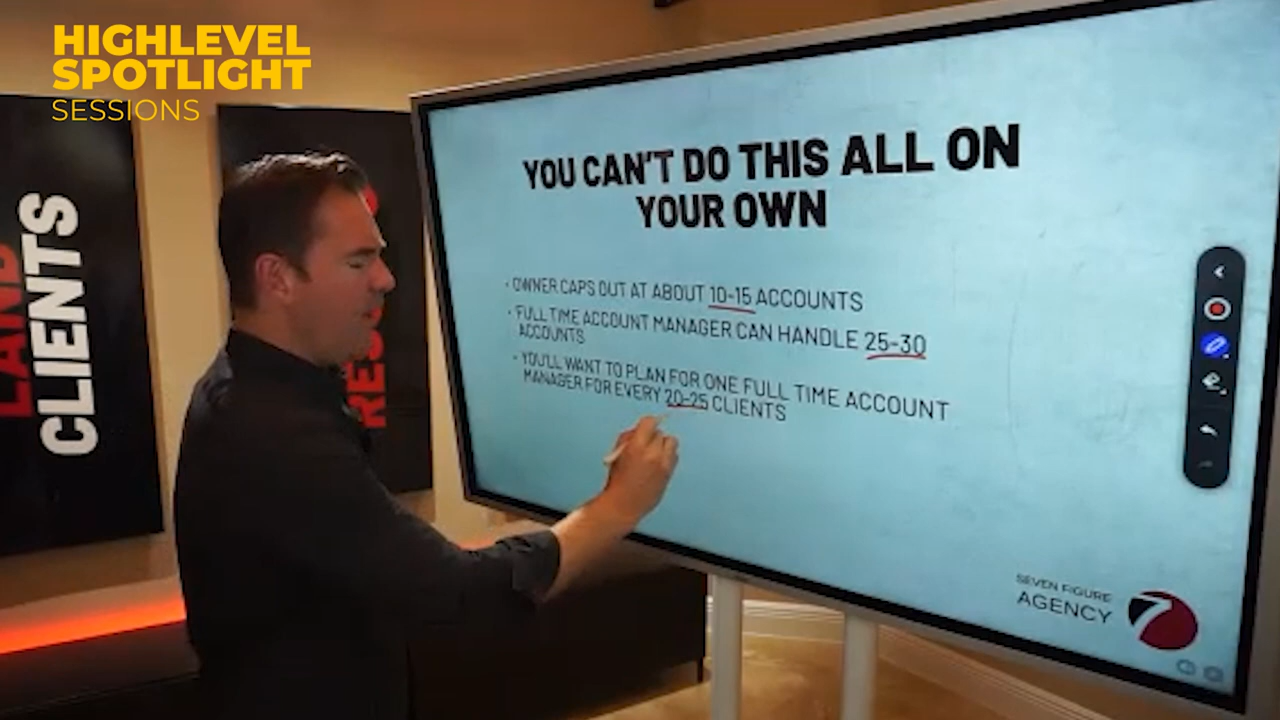 HIGHLEVEL
SPOTLIGHT
SESSIONS
LAND
CLIENTS
YOU CAN'T DO THIS ALL ON
YOUR OWN
• OWNER CAPS OUT AT ABOUT 10-15 ACCOUNTS
• FULL TIME ACCOUNT MANAGER CAN HANDLE 25-30
ACCOUNTS
• YOU'LL WANT TO PLAN FOR ONE FULL TIME ACCOUNT
MANAGER FOR EVERY 20-25 CLIENTS
SEVEN FIGURE
AGENCY
7